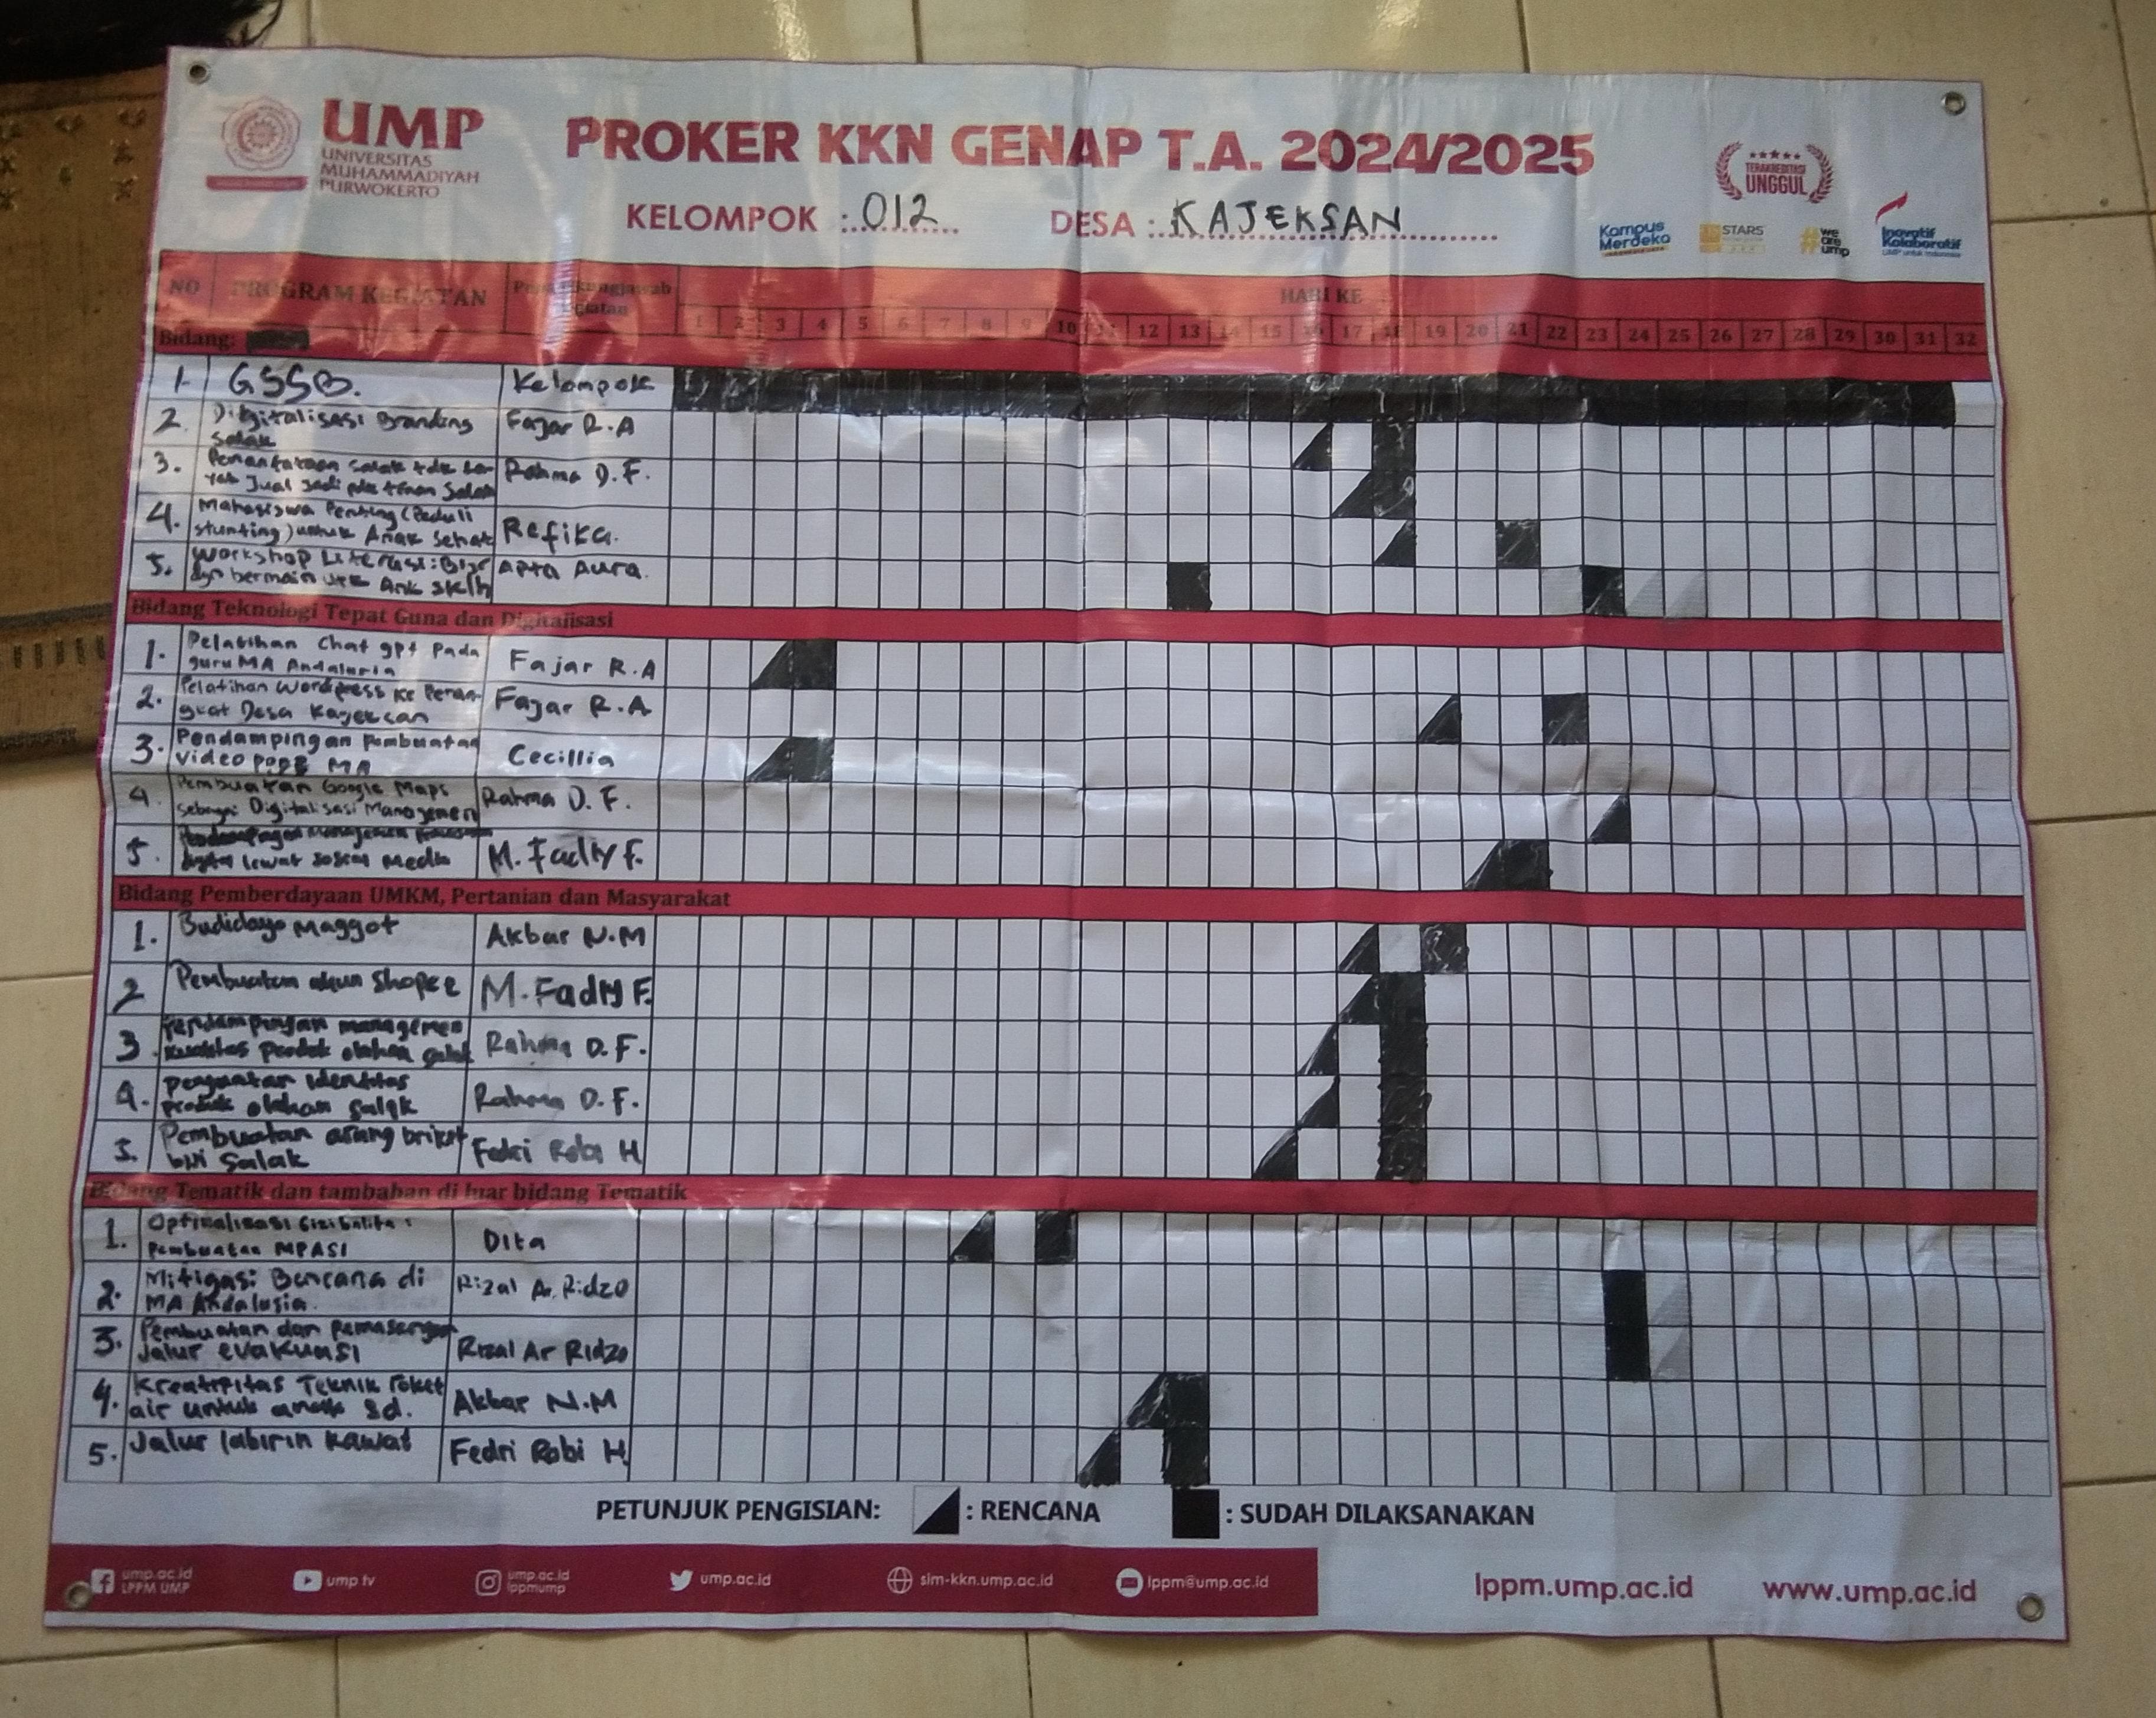 UMP
UNIVERSITAS
MUHAMMADIYAH
PURWOKERTO
PROKER KKN GENAP T.A. 2024/2025
KELOMPOK : 012
DESA : KAJEKSAN
TERAKREDITASI
UNGGUL
Kampus
Merdeka
STARS
#we
are
ump
Inovatif
Kolaboratif
UMP untuk Indonesia
NO PROGRAM KEGIATAN Penanggungjawab Kegiatan HARI KE
1 2 3 4 5 6 7 8 9 10 11 12 13 14 15 16 17 18 19 20 21 22 23 24 25 26 27 28 29 30 31 32
Bidang:
1. GSSB. Kelompok
2. Digitalisasi Branding Salak Fajar R.A
3. Salak tdk Jual jadi Salak Rahma D.F.
4. Mahasiswa Penting (Peduli stunting) untuk Anak Sehat Refika.
5. Workshop Literasi: dgn bermain utk Ank Sklh Apta Aura.
Bidang Teknologi Tepat Guna dan Digitalisasi
1. Pelatihan Chat gpt Pada guru MA Andalusia Fajar R.A
2. Pelatihan Wordpress Ke Perangkat Desa Kajeksan Fajar R.A
3. Pendampingan Pembuatan Video PPDB MA Cecillia
4. Pembuatan Google Maps sebagai Digitalisasi Managemen Rahma D.F.
5. digital lewat sosial Media M. Fadly F.
Bidang Pemberdayaan UMKM, Pertanian dan Masyarakat
1. Budidaya Maggot Akbar N.M
2 Pembuatan akun Shopee M. Fadly F.
3. Pendampingan managemen Kualitas produk olahan salak Rahma D.F.
4. penguatan Identitas produk olahan Salak Rahma D.F.
5. Pembuatan arang briket biji Salak Fedri Robi H
Bidang Tematik dan tambahan di luar bidang Tematik
1. Optimalisasi Gizi balita : Pembuatan MPASI Dita
2. Mitigasi Bencana di MA Andalusia. Rizal Ar. Ridzo
3. Pembuatan dan pemasangan Jalur evakuasi Rizal Ar Ridzo
4. Kreatifitas Teknik roket air untuk anak Sd. Akbar N.M
5. Jalur labirin Kawat Fedri Robi H
PETUNJUK PENGISIAN: : RENCANA : SUDAH DILAKSANAKAN
ump.ac.id
LPPM UMP
ump tv
ump.ac.id
lppmump
ump.ac.id
sim-kkn.ump.ac.id
lppm@ump.ac.id
lppm.ump.ac.id
www.ump.ac.id